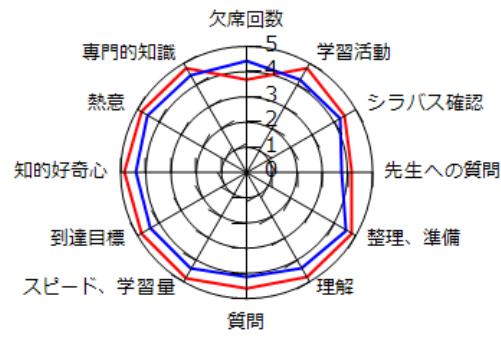 欠席回数
専門的知識
5
学習活動
4
熱意
3
シラバス確認
2
1
知的好奇心
0
先生への質問
到達目標
整理、準備
スピード、学習量
理解
質問